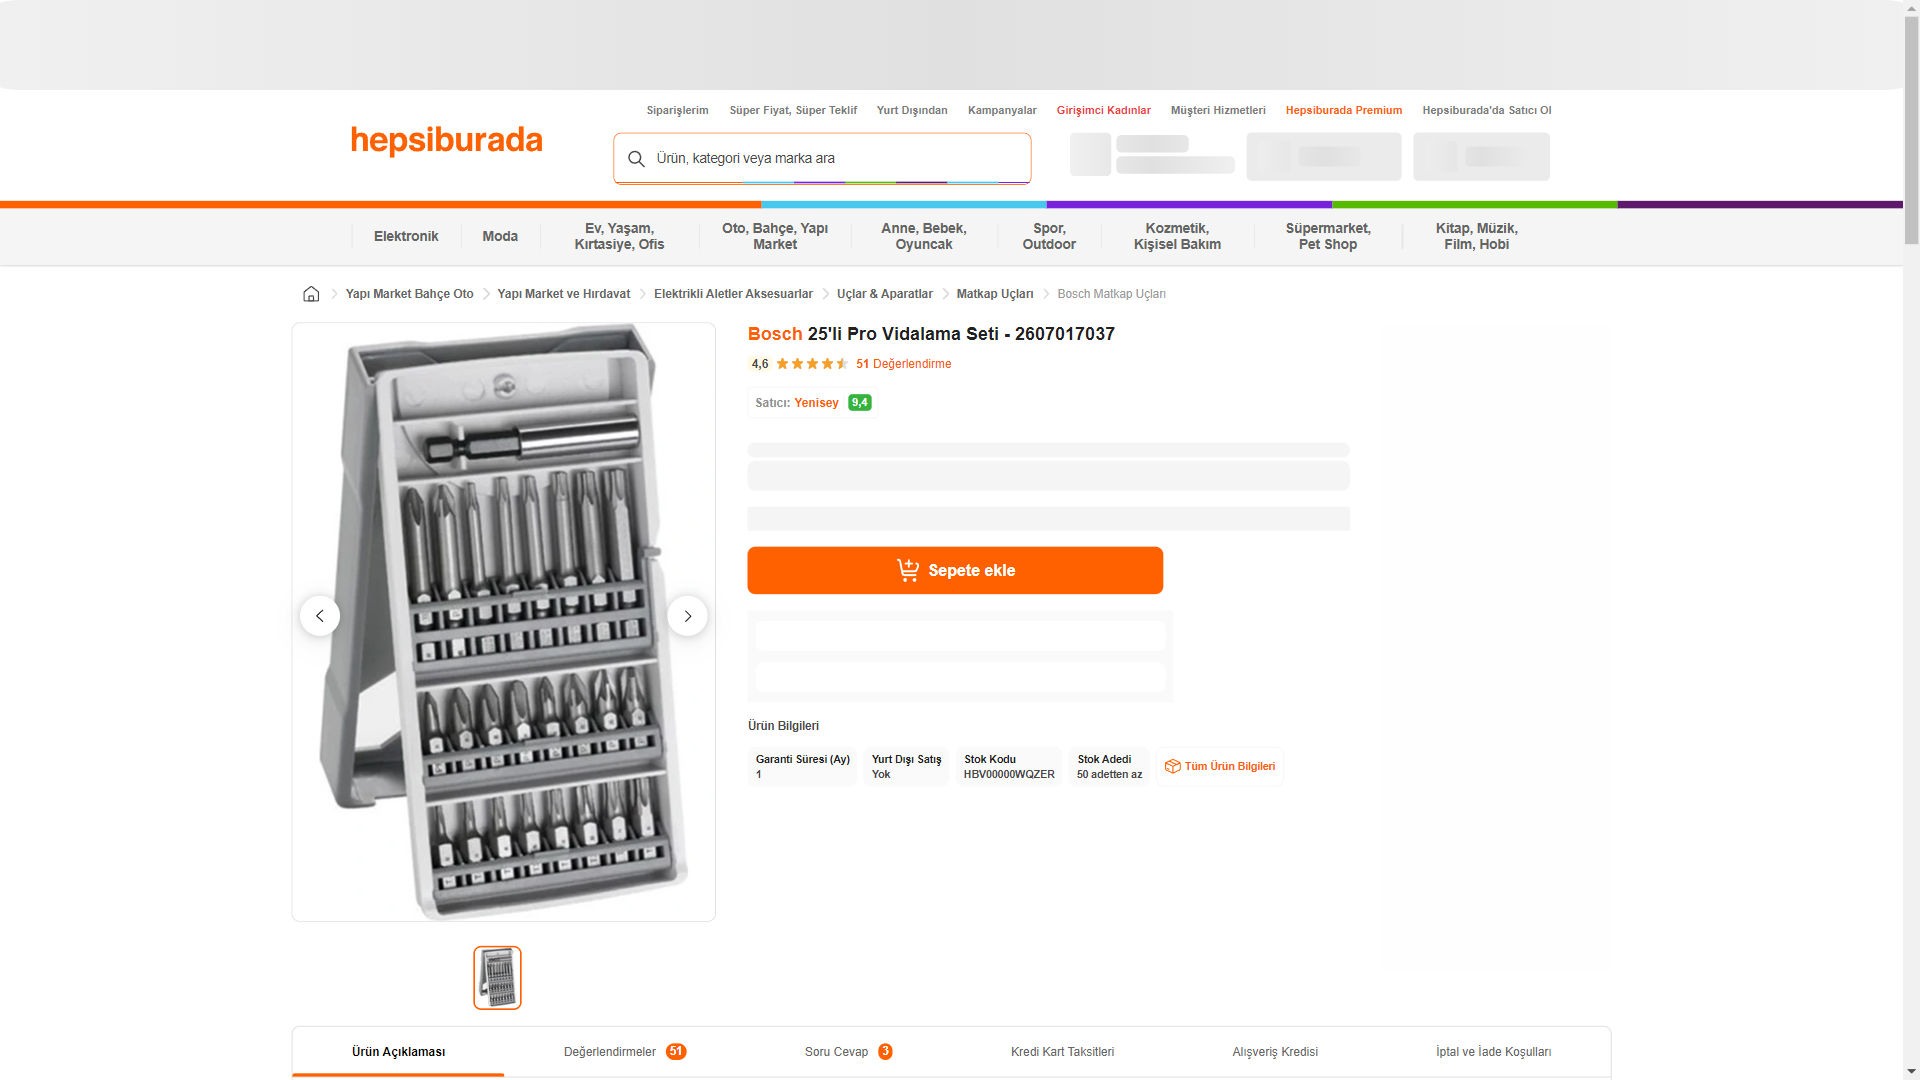 Siparişlerim Süper Fiyat, Süper Teklif Yurt Dışından Kampanyalar Girişimci Kadınlar Müşteri Hizmetleri Hepsiburada Premium Hepsiburada'da Satıcı Ol
hepsiburada
Ürün, kategori veya marka ara
Elektronik
Moda
Ev, Yaşam,
Kırtasiye, Ofis
Oto, Bahçe, Yapı
Market
Anne, Bebek,
Oyuncak
Spor,
Outdoor
Kozmetik,
Kişisel Bakım
Süpermarket,
Pet Shop
Kitap, Müzik,
Film, Hobi
Yapı Market Bahçe Oto Yapı Market ve Hırdavat Elektrikli Aletler Aksesuarlar Uçlar & Aparatlar Matkap Uçları Bosch Matkap Uçları
Bosch 25'li Pro Vidalama Seti - 2607017037
4,6 51 Değerlendirme
Satıcı: Yenisey 9,4
Sepete ekle
Ürün Bilgileri
Garanti Süresi (Ay)
1
Yurt Dışı Satış
Yok
Stok Kodu
HBV00000WQZER
Stok Adedi
50 adetten az
Tüm Ürün Bilgileri
Ürün Açıklaması
Değerlendirmeler 51
Soru Cevap 3
Kredi Kart Taksitleri
Alışveriş Kredisi
İptal ve İade Koşulları